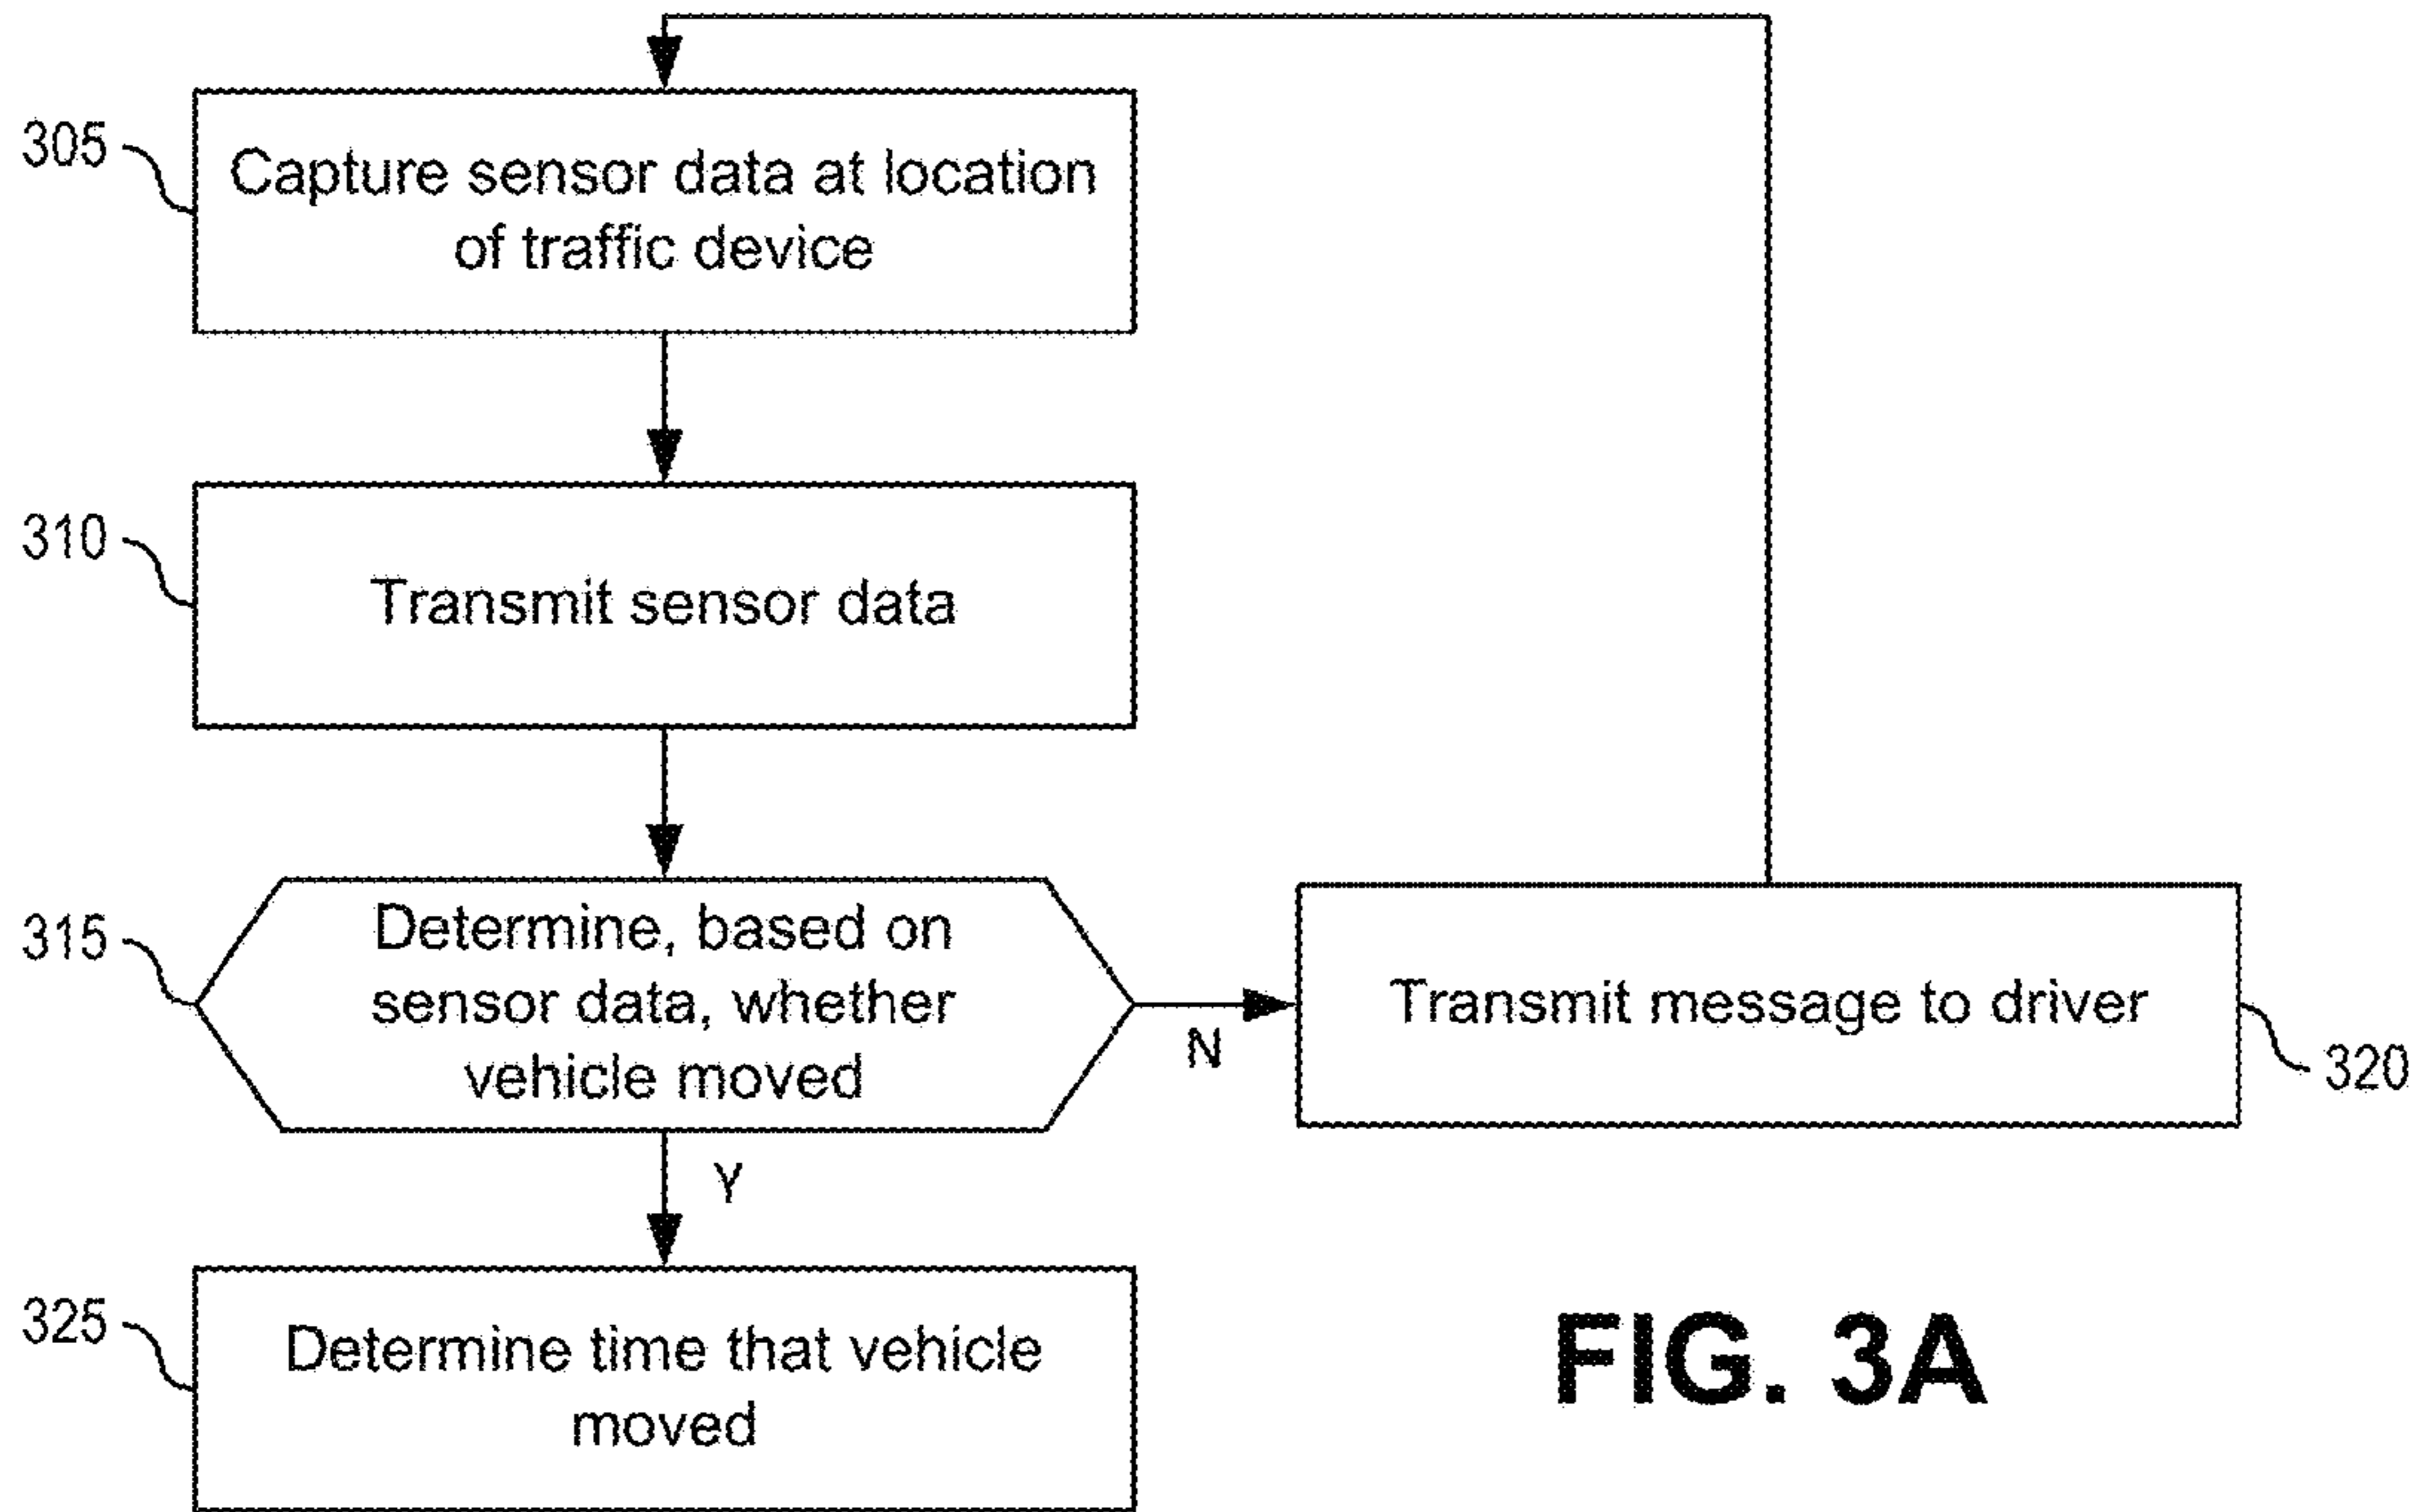 305
Capture sensor data at location
of traffic device
310
Transmit sensor data
315
Determine, based on
sensor data, whether
vehicle moved
N
Transmit message to driver
320
Y
325
Determine time that vehicle
moved
FIG. 3A